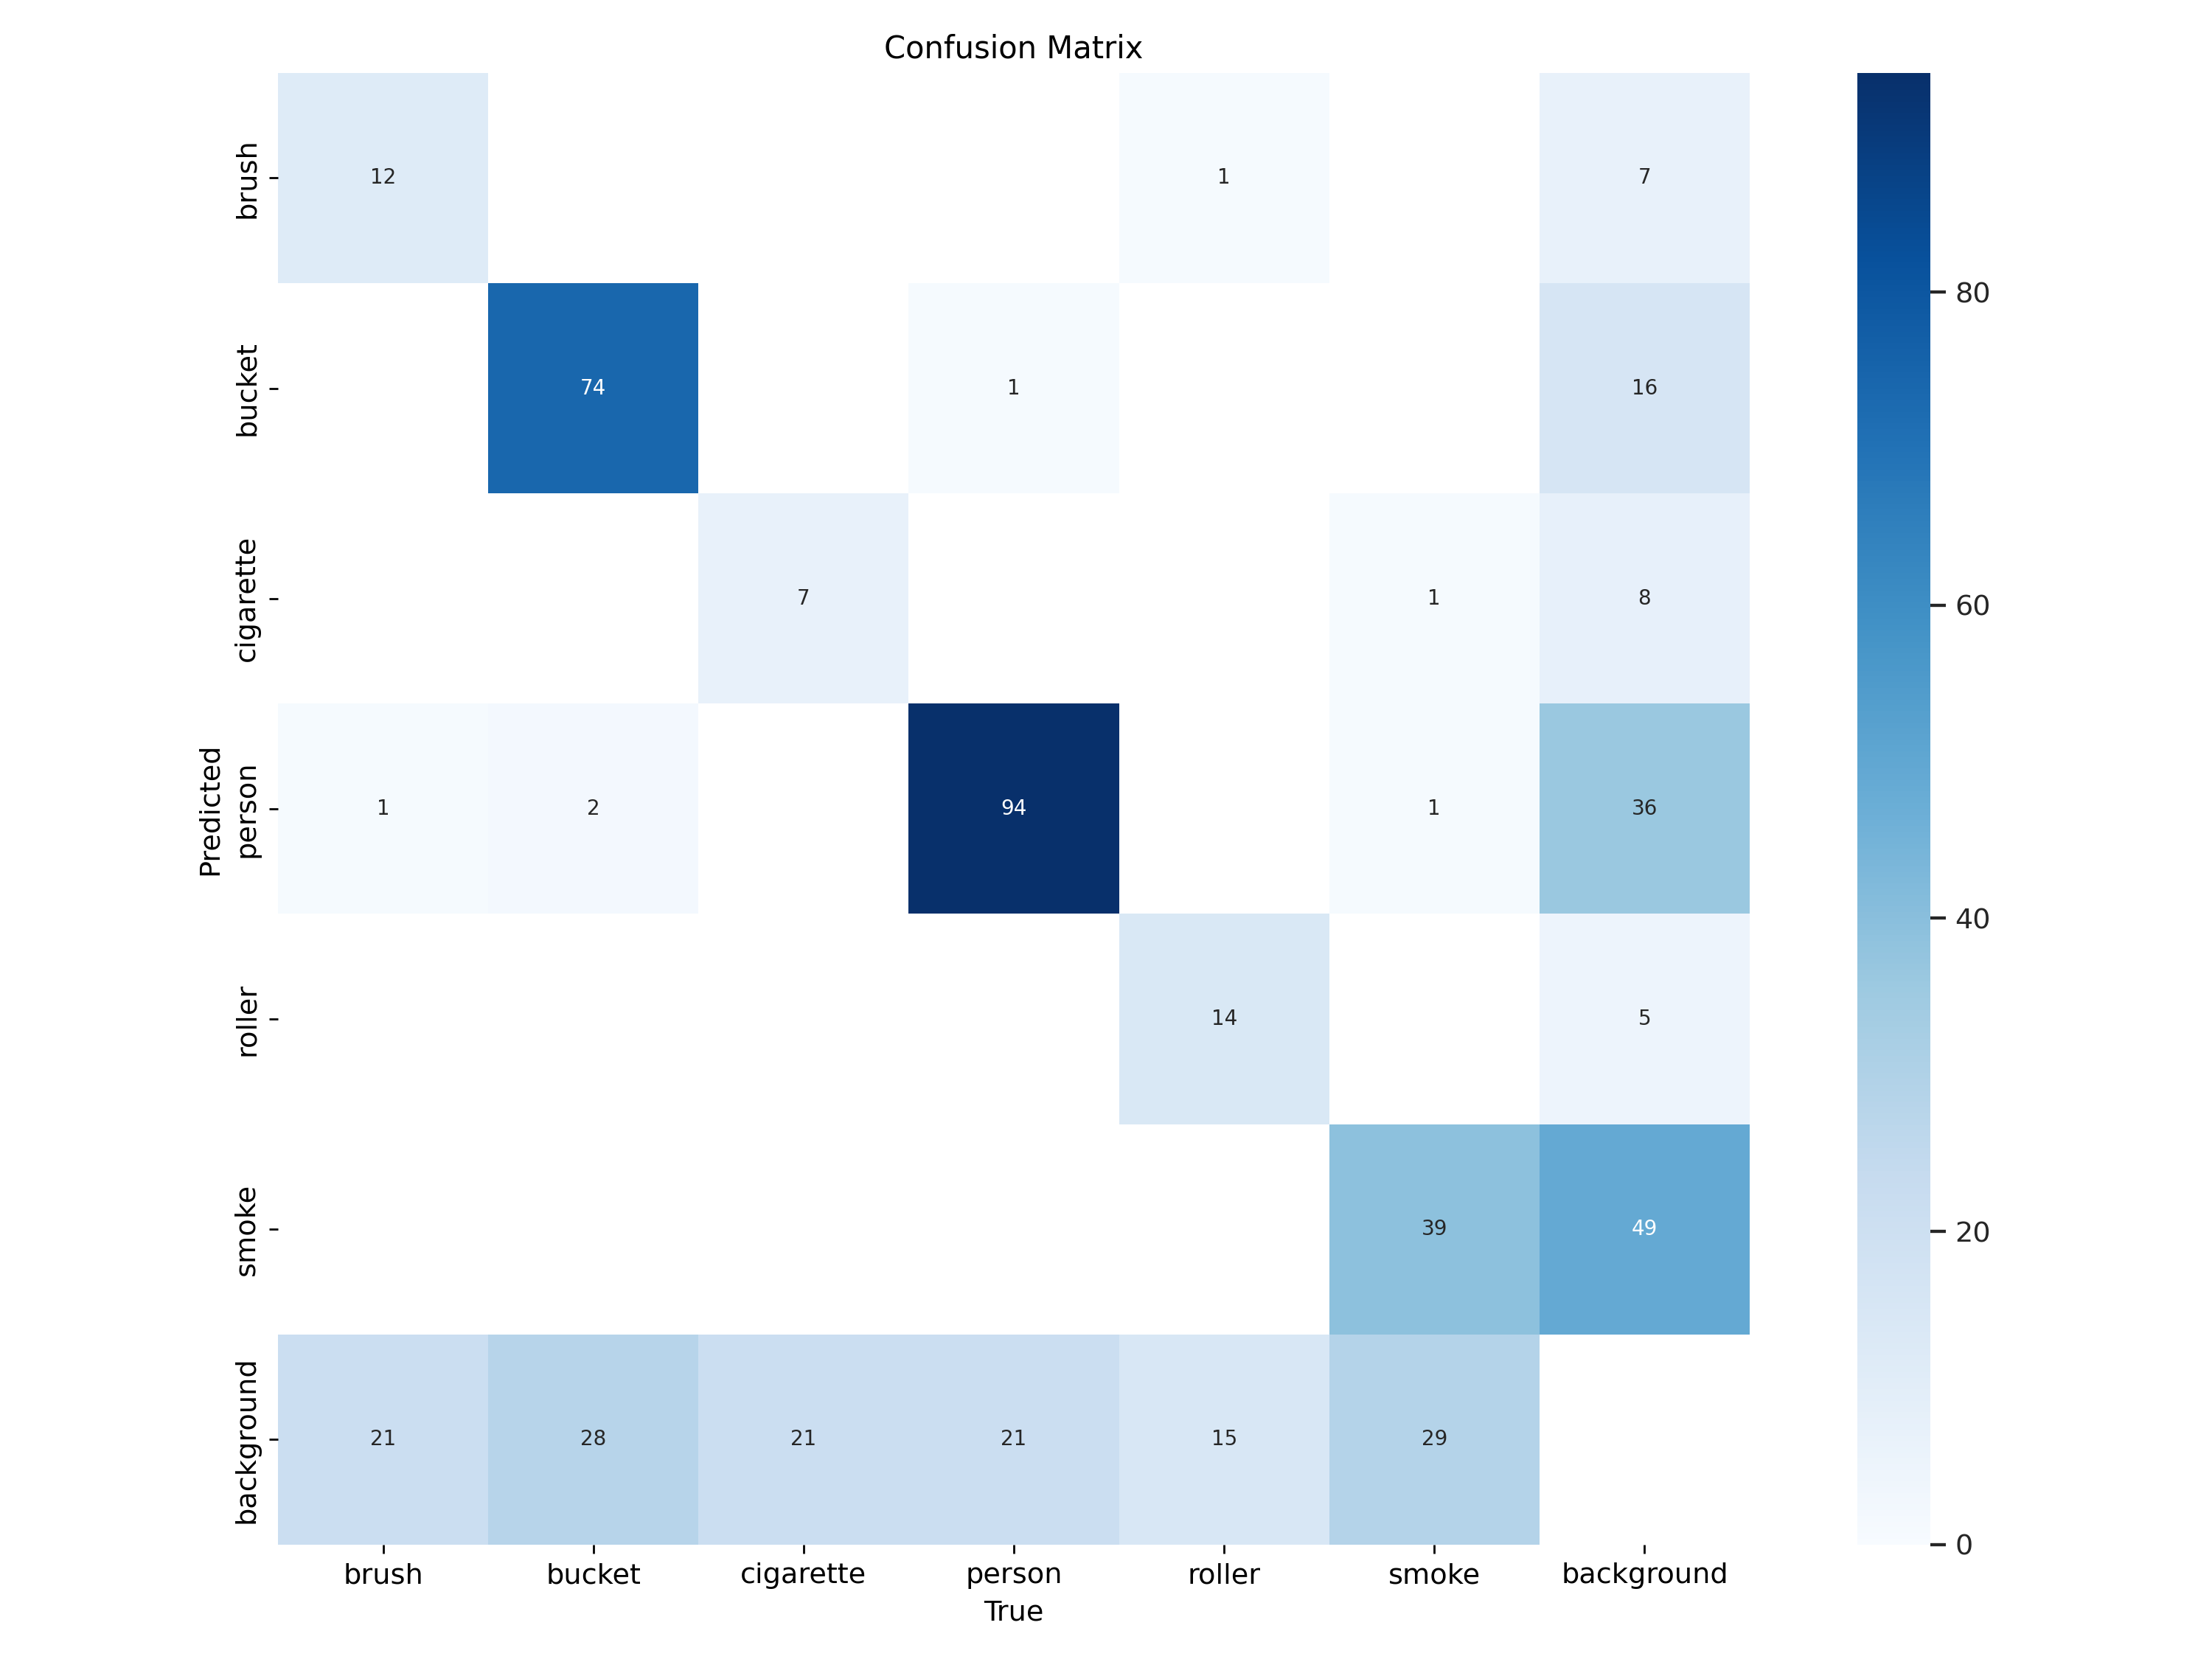 Confusion Matrix
brush 12 1 7
80
bucket 74 1 16
cigarette 7 1 8
60
Predicted
person 1 2 94 1 36
40
roller 14 5
smoke 39 49
20
background 21 28 21 21 15 29
0
brush bucket cigarette person roller smoke background
True